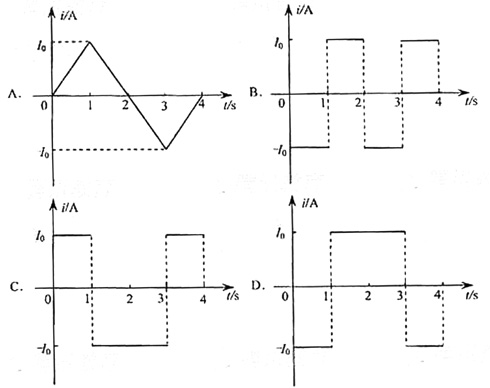 A.
i/A
I₀
0
1
2
3
4
t/s
-I₀
B.
i/A
I₀
0
1
2
3
4
t/s
-I₀
C.
i/A
I₀
0
1
2
3
4
t/s
-I₀
D.
i/A
I₀
0
1
2
3
4
t/s
-I₀